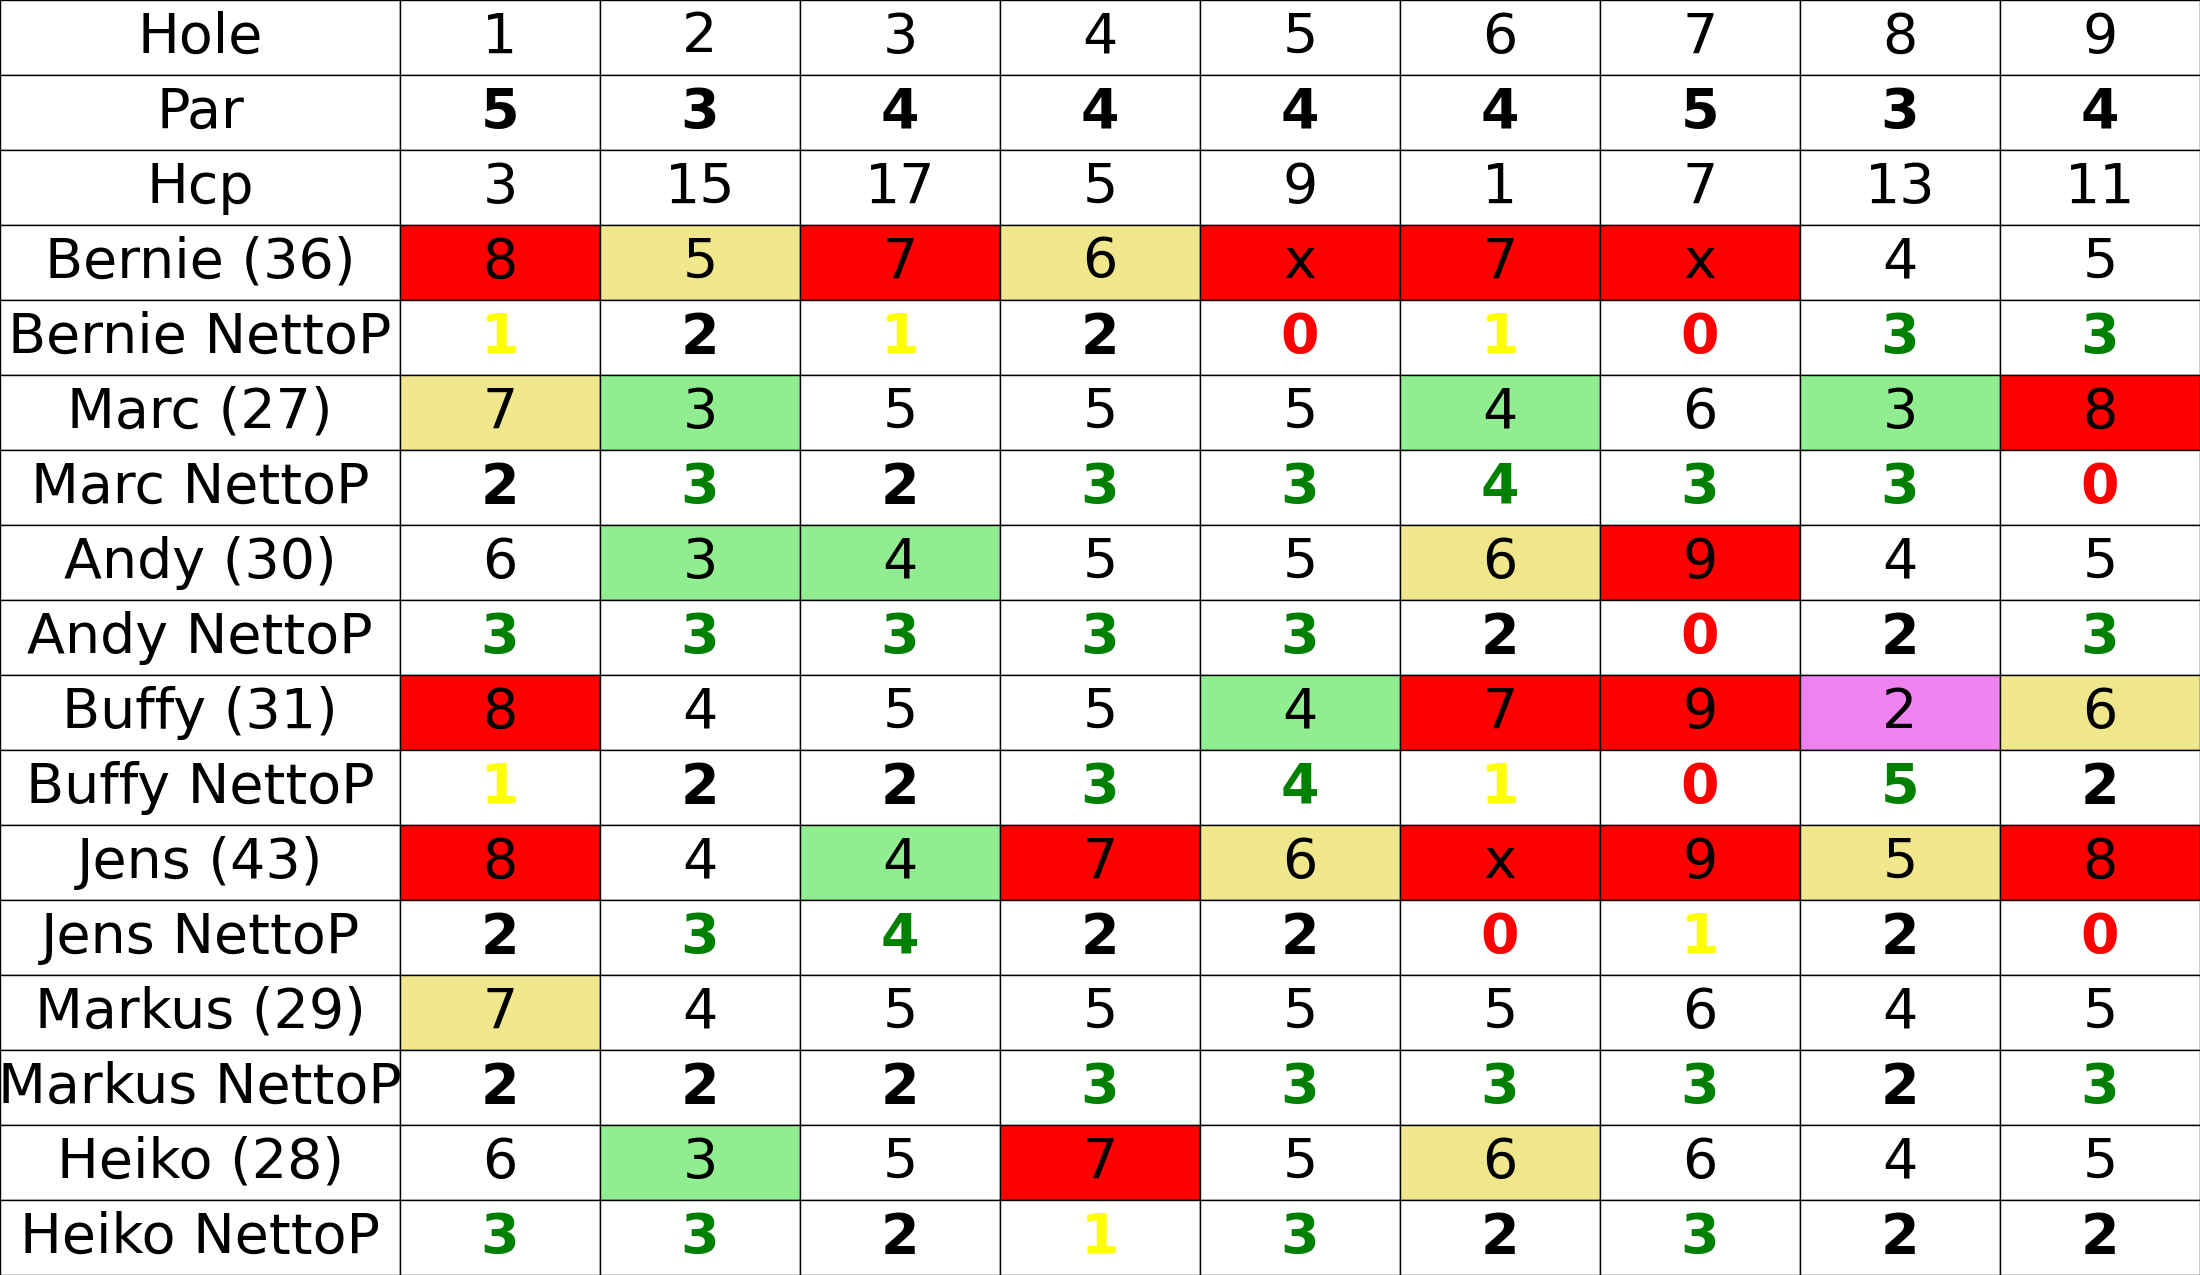 Hole 1 2 3 4 5 6 7 8 9
Par 5 3 4 4 4 4 5 3 4
Hcp 3 15 17 5 9 1 7 13 11
Bernie (36) 8 5 7 6 x 7 x 4 5
Bernie NettoP 1 2 1 2 0 1 0 3 3
Marc (27) 7 3 5 5 5 4 6 3 8
Marc NettoP 2 3 2 3 3 4 3 3 0
Andy (30) 6 3 4 5 5 6 9 4 5
Andy NettoP 3 3 3 3 3 2 0 2 3
Buffy (31) 8 4 5 5 4 7 9 2 6
Buffy NettoP 1 2 2 3 4 1 0 5 2
Jens (43) 8 4 4 7 6 x 9 5 8
Jens NettoP 2 3 4 2 2 0 1 2 0
Markus (29) 7 4 5 5 5 5 6 4 5
Markus NettoP 2 2 2 3 3 3 3 2 3
Heiko (28) 6 3 5 7 5 6 6 4 5
Heiko NettoP 3 3 2 1 3 2 3 2 2